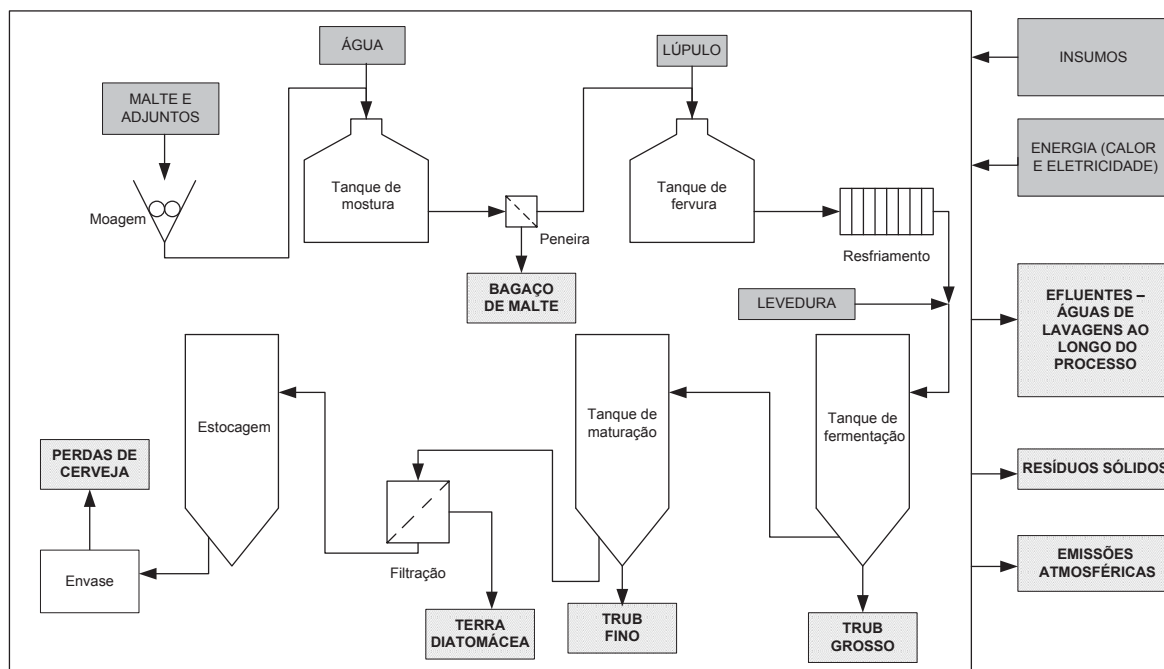 ÁGUA
LÚPULO
INSUMOS
MALTE E
ADJUNTOS
ENERGIA (CALOR
E ELETRICIDADE)
Moagem
Tanque de
mostura
Peneira
Tanque de
fervura
Resfriamento
BAGAÇO
DE MALTE
LEVEDURA
EFLUENTES –
ÁGUAS DE
LAVAGENS AO
LONGO DO
PROCESSO
Estocagem
Tanque de
maturação
Tanque de
fermentação
PERDAS DE
CERVEJA
RESÍDUOS SÓLIDOS
Envase
Filtração
EMISSÕES
ATMOSFÉRICAS
TERRA
DIATOMÁCEA
TRUB
FINO
TRUB
GROSSO